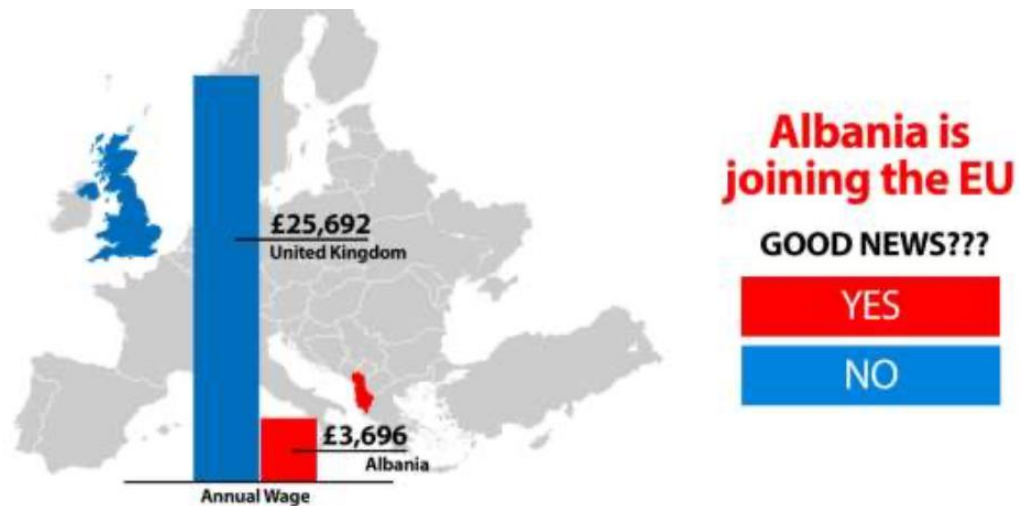 £25,692
United Kingdom
£3,696
Albania
Annual Wage
Albania is
joining the EU
GOOD NEWS???
YES
NO